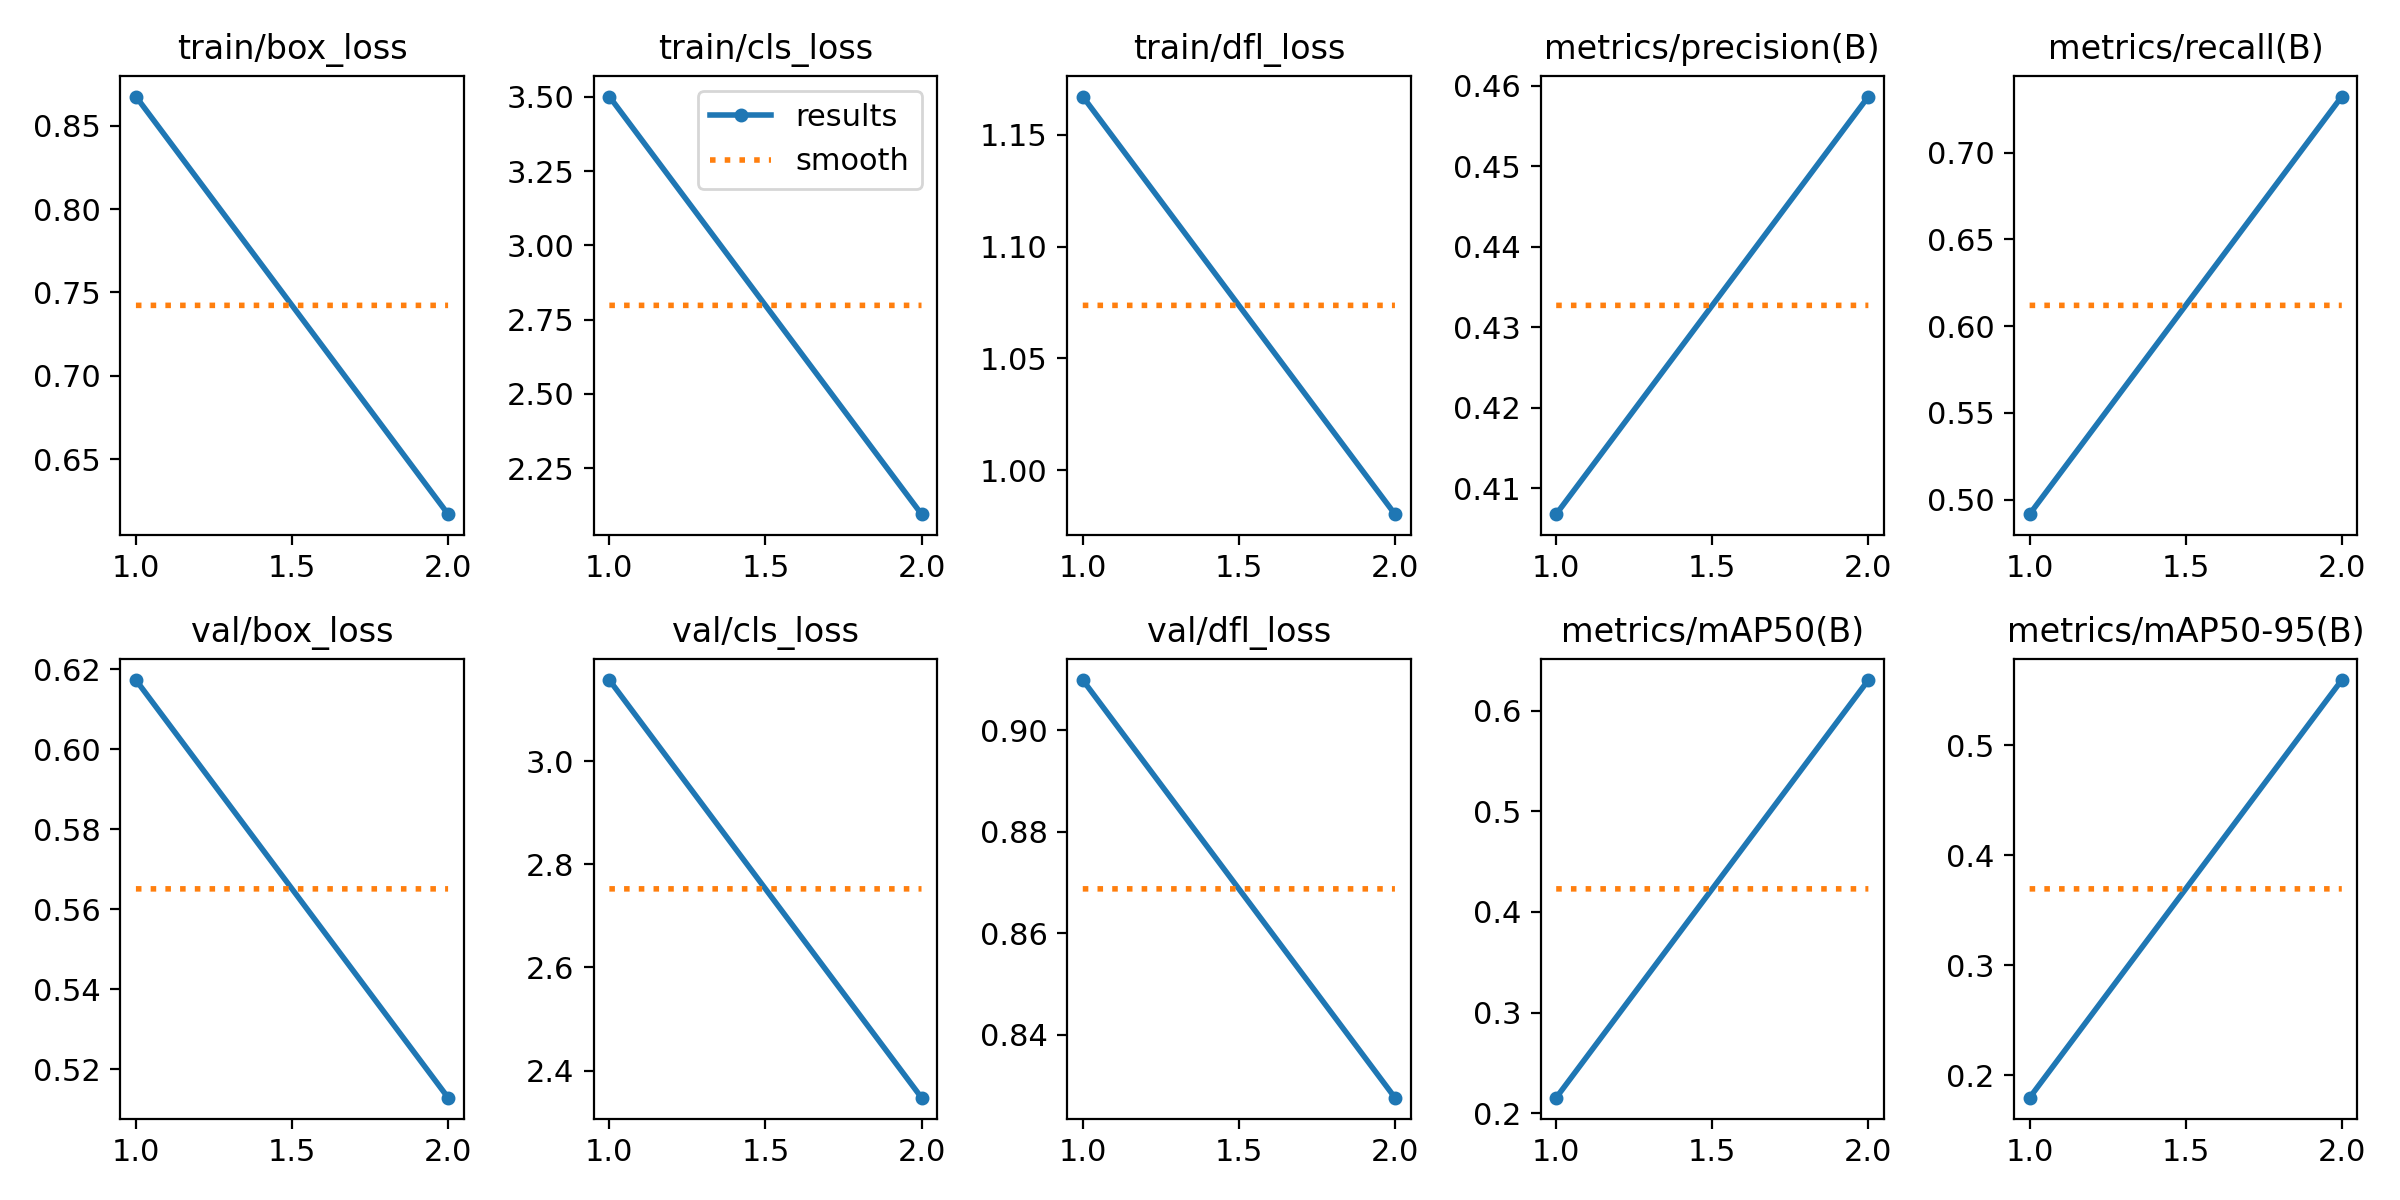 train/box_loss
0.85
0.80
0.75
0.70
0.65
1.0 1.5 2.0
train/cls_loss
results
smooth
3.50
3.25
3.00
2.75
2.50
2.25
1.0 1.5 2.0
train/dfl_loss
1.15
1.10
1.05
1.00
1.0 1.5 2.0
metrics/precision(B)
0.46
0.45
0.44
0.43
0.42
0.41
1.0 1.5 2.0
metrics/recall(B)
0.70
0.65
0.60
0.55
0.50
1.0 1.5 2.0
val/box_loss
0.62
0.60
0.58
0.56
0.54
0.52
1.0 1.5 2.0
val/cls_loss
3.0
2.8
2.6
2.4
1.0 1.5 2.0
val/dfl_loss
0.90
0.88
0.86
0.84
1.0 1.5 2.0
metrics/mAP50(B)
0.6
0.5
0.4
0.3
0.2
1.0 1.5 2.0
metrics/mAP50-95(B)
0.5
0.4
0.3
0.2
1.0 1.5 2.0